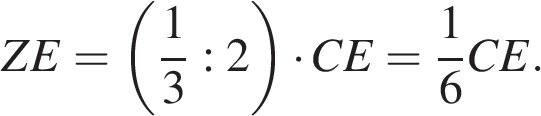 ZE = (1/3 : 2) · CE = 1/6 CE.